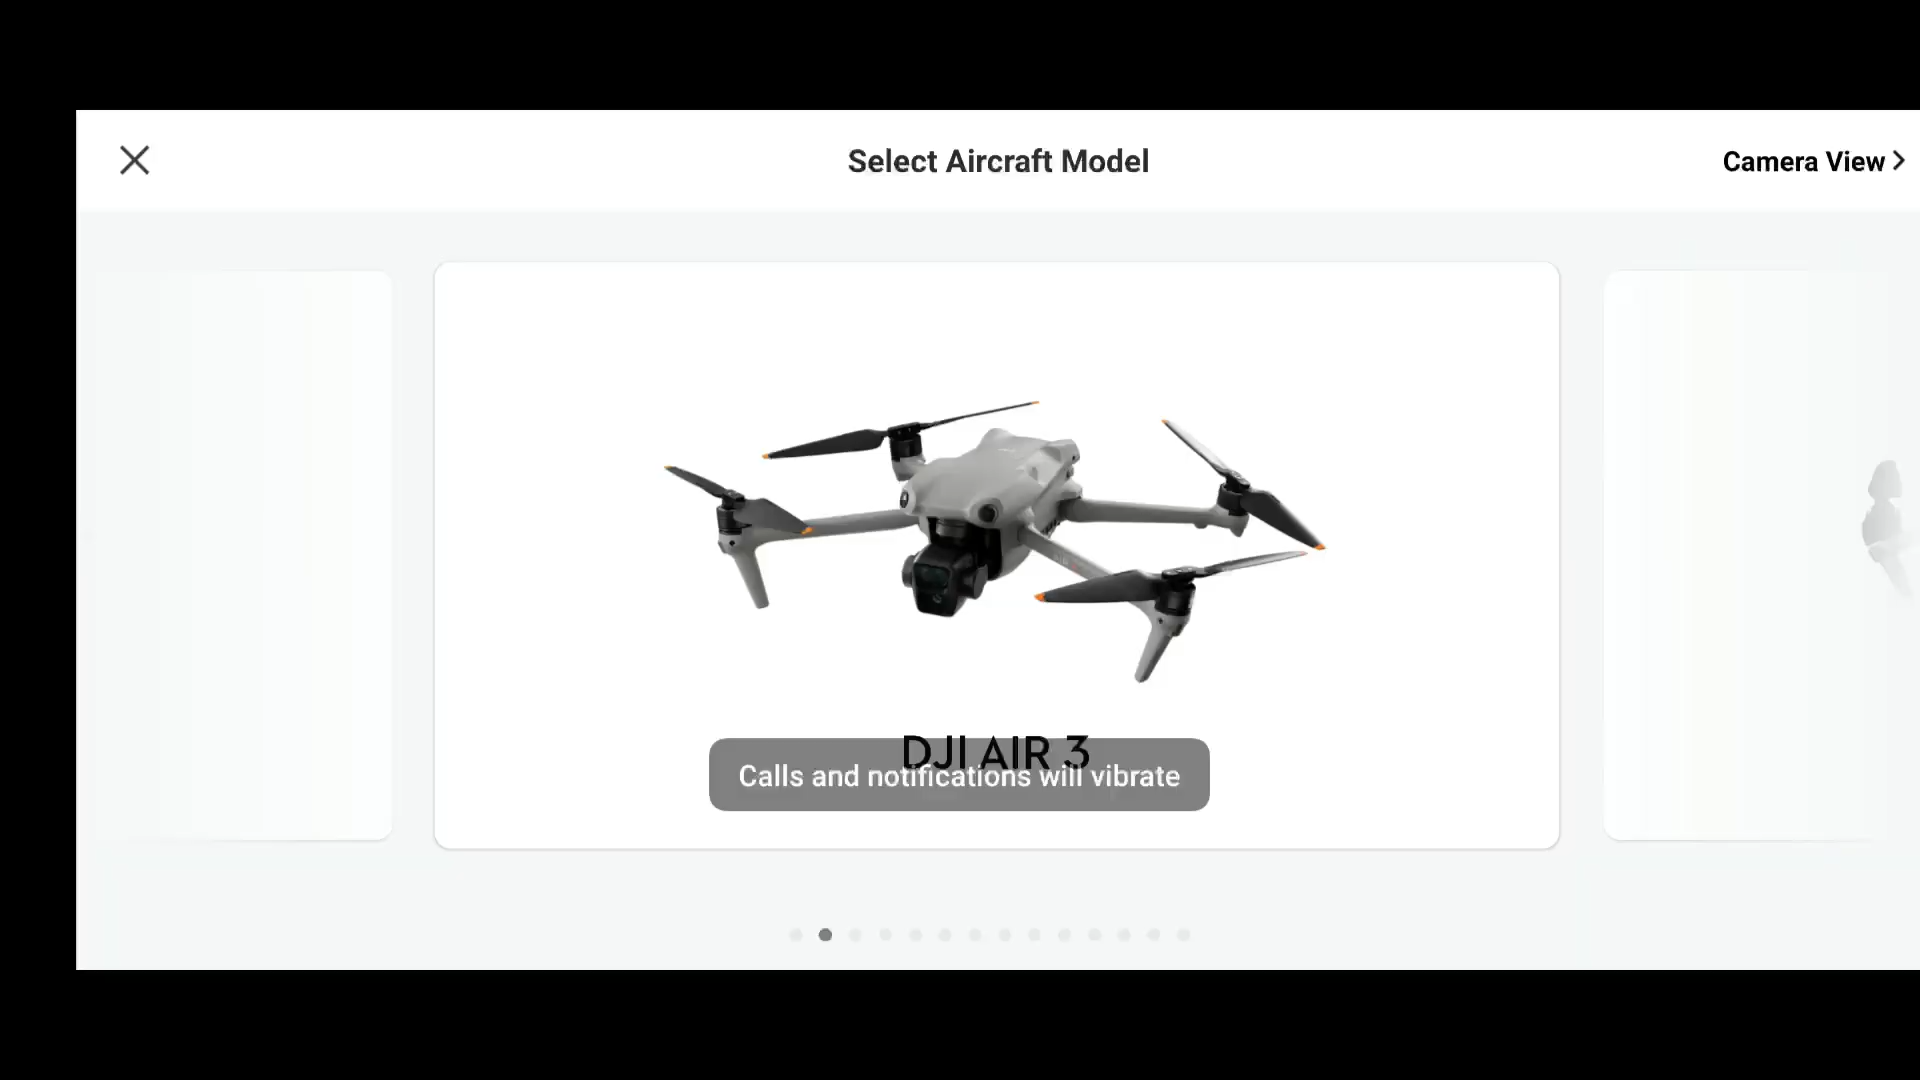 Select Aircraft Model
Camera View
DJI AIR 3
Calls and notifications will vibrate